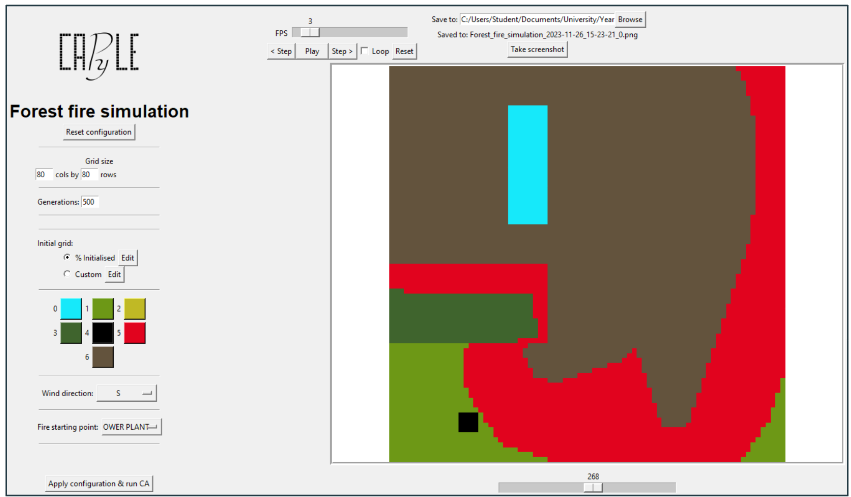 CAPyLE
Forest fire simulation
Reset configuration
Grid size
80 cols by 80 rows
Generations: 500
Initial grid:
% Initialised Edit
Custom Edit
0 1 2
3 4 5
6
Wind direction: S
Fire starting point: OWER PLANT
Apply configuration & run CA
3
FPS
< Step Play Step > Loop Reset
Save to: C:/Users/Student/Documents/University/Year Browse
Saved to: Forest_fire_simulation_2023-11-26_15-23-21_0.png
Take screenshot
268